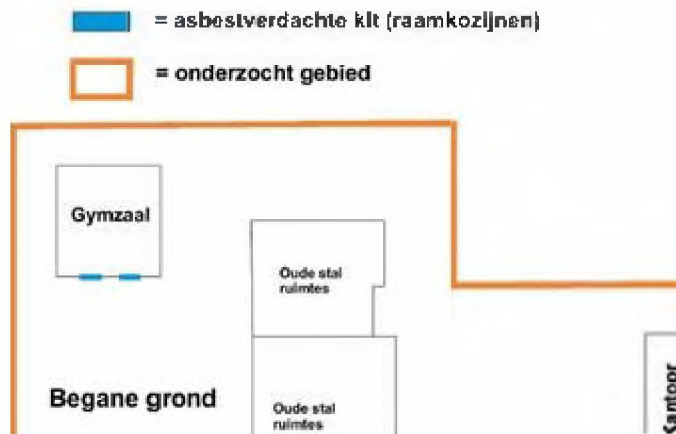 = asbestverdachte kit (raamkozijnen)
= onderzocht gebied
Gymzaal
Oude stal
ruimtes
Begane grond
Oude stal
ruimtes
Kantoor